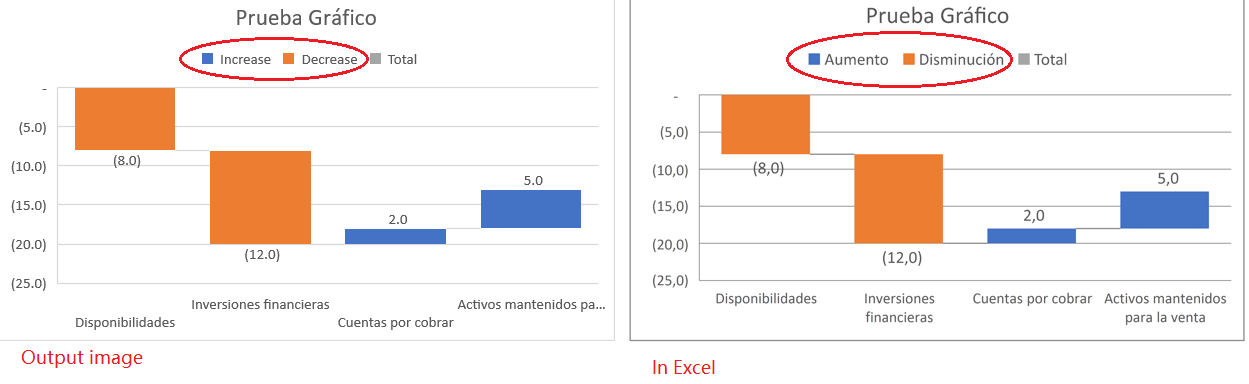 Prueba Gráfico
Increase Decrease Total
-
(5.0)
(10.0)
(15.0)
(20.0)
(25.0)
(8.0)
(12.0)
2.0
5.0
Inversiones financieras Activos mantenidos pa...
Disponibilidades Cuentas por cobrar
Output image
Prueba Gráfico
Aumento Disminución Total
-
(5,0)
(10,0)
(15,0)
(20,0)
(25,0)
(8,0)
(12,0)
2,0
5,0
Disponibilidades Inversiones Cuentas por cobrar Activos mantenidos
financieras para la venta
In Excel